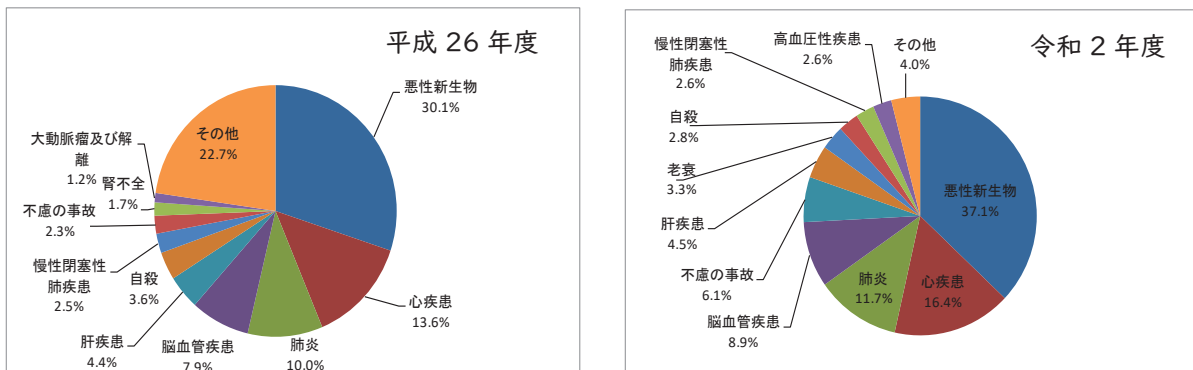 平成 26 年度
悪性新生物
30.1%
心疾患
13.6%
肺炎
10.0%
脳血管疾患
7.9%
肝疾患
4.4%
自殺
3.6%
慢性閉塞性
肺疾患
2.5%
不慮の事故
2.3%
腎不全
1.7%
大動脈瘤及び解
離
1.2%
その他
22.7%
令和 2 年度
悪性新生物
37.1%
心疾患
16.4%
肺炎
11.7%
脳血管疾患
8.9%
不慮の事故
6.1%
肝疾患
4.5%
老衰
3.3%
自殺
2.8%
慢性閉塞性
肺疾患
2.6%
高血圧性疾患
2.6%
その他
4.0%